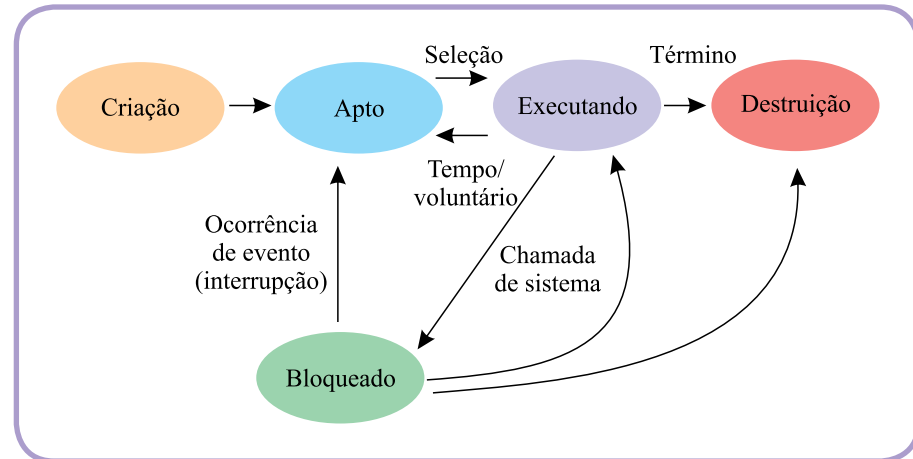 Seleção
Término
Criação
Apto
Executando
Destruição
Tempo/
voluntário
Ocorrência
de evento
(interrupção)
Chamada
de sistema
Bloqueado